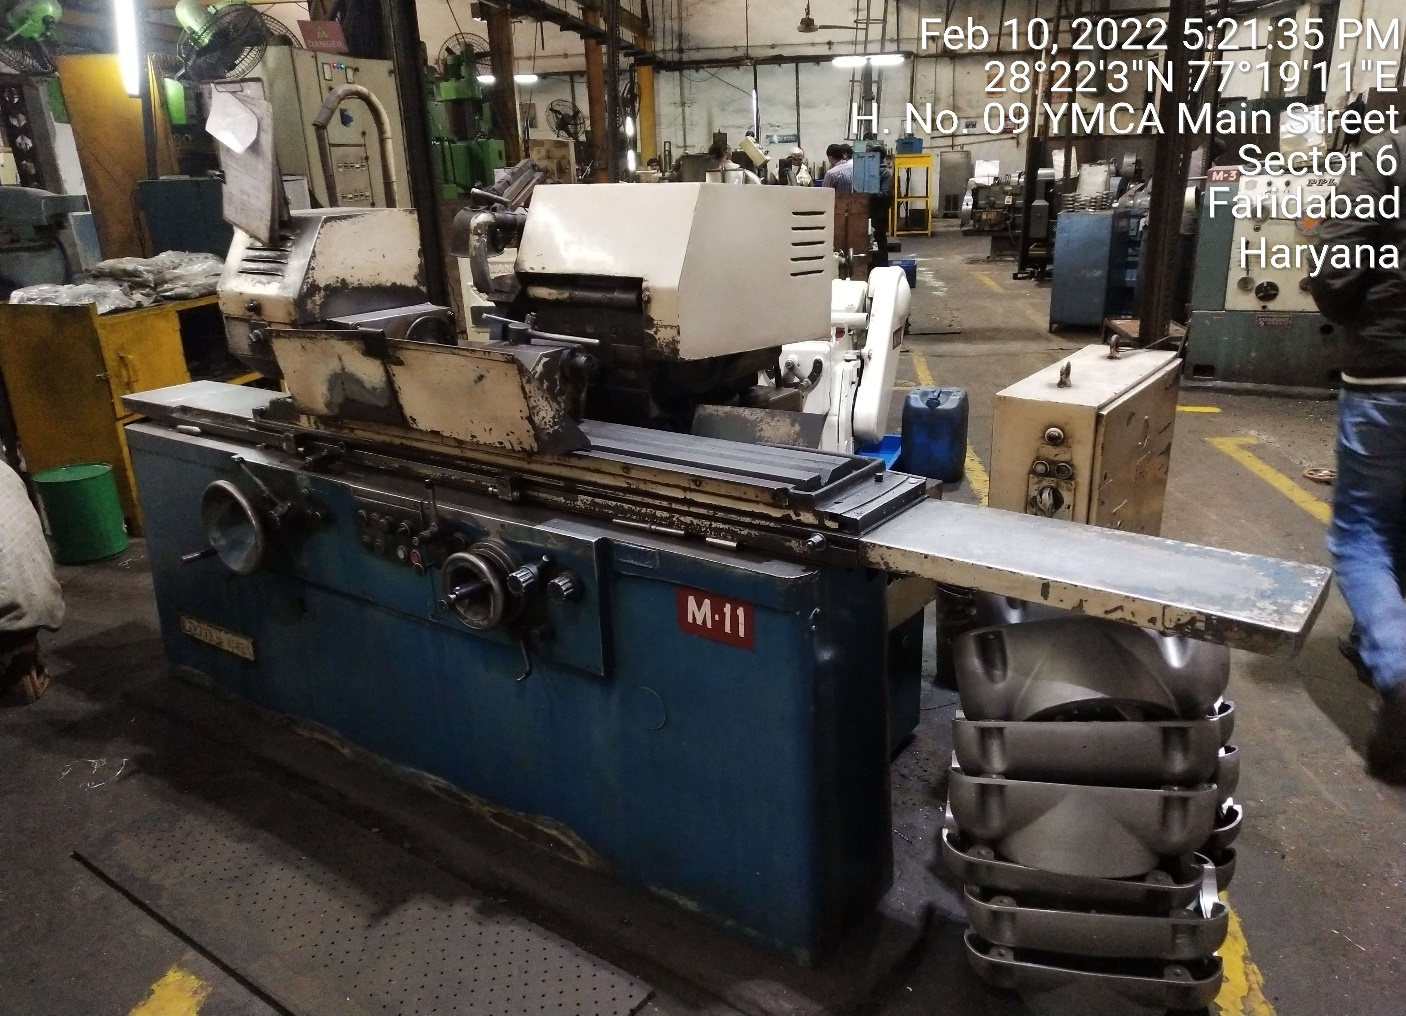 Feb 10, 2022 5:21:35 PM
28°22'3"N 77°19'11"E
H. No. 09 YMCA Main Street
Sector 6
Faridabad
Haryana
DANGER
M-3
M-11